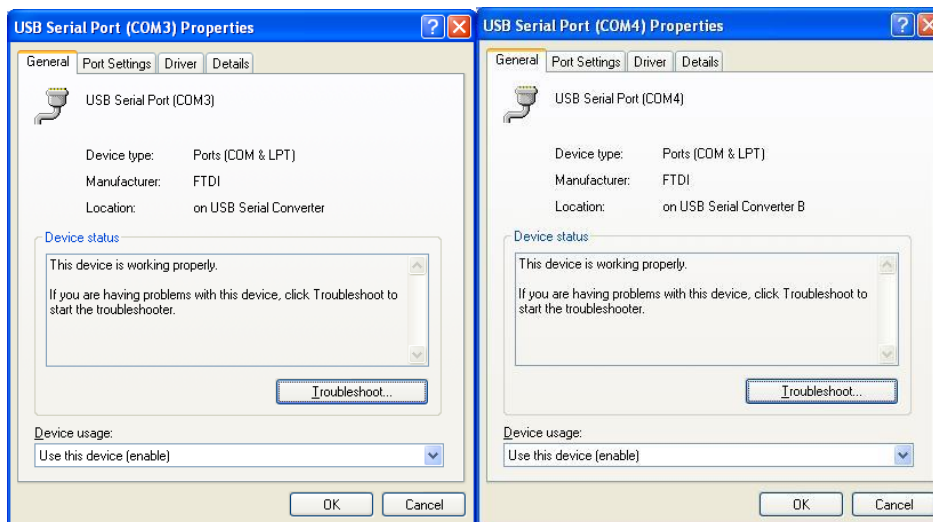 USB Serial Port (COM3) Properties
General Port Settings Driver Details
USB Serial Port (COM3)
Device type: Ports (COM & LPT)
Manufacturer: FTDI
Location: on USB Serial Converter
Device status
This device is working properly.
If you are having problems with this device, click Troubleshoot to
start the troubleshooter.
Troubleshoot...
Device usage:
Use this device (enable)
OK Cancel
USB Serial Port (COM4) Properties
General Port Settings Driver Details
USB Serial Port (COM4)
Device type: Ports (COM & LPT)
Manufacturer: FTDI
Location: on USB Serial Converter B
Device status
This device is working properly.
If you are having problems with this device, click Troubleshoot to
start the troubleshooter.
Troubleshoot...
Device usage:
Use this device (enable)
OK Cancel